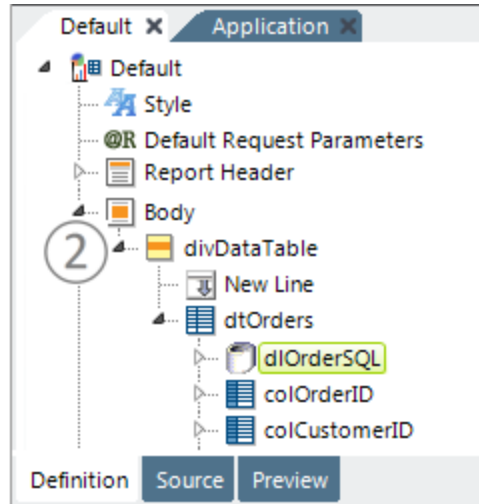 Default Application
Default
Style
@R Default Request Parameters
Report Header
Body
2
divDataTable
New Line
dtOrders
dlOrderSQL
colOrderID
colCustomerID
Definition Source Preview